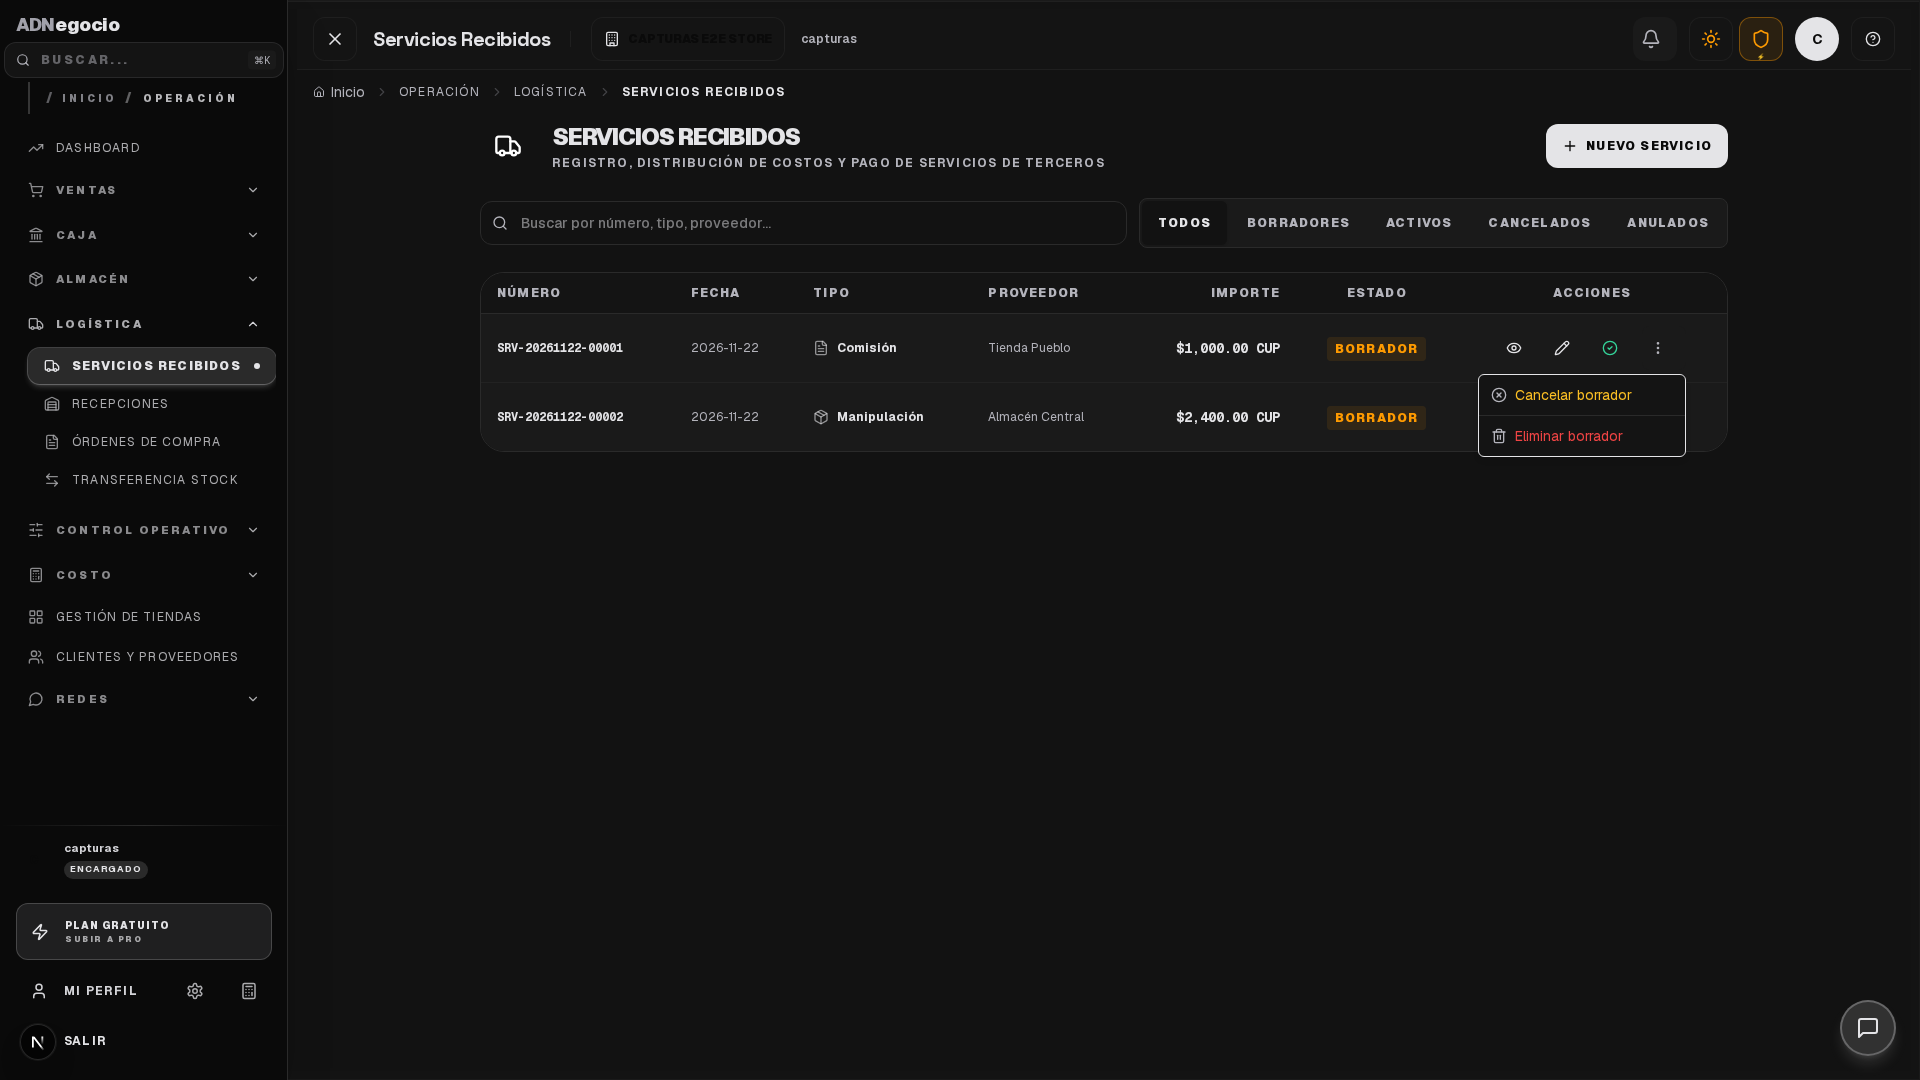 ADNegocio
BUSCAR...
⌘K
/ INICIO / OPERACIÓN
DASHBOARD
VENTAS
CAJA
ALMACÉN
LOGÍSTICA
SERVICIOS RECIBIDOS
RECEPCIONES
ÓRDENES DE COMPRA
TRANSFERENCIA STOCK
CONTROL OPERATIVO
COSTO
GESTIÓN DE TIENDAS
CLIENTES Y PROVEEDORES
REDES
capturas
ENCARGADO
PLAN GRATUITO
SUBIR A PRO
MI PERFIL
SALIR
Servicios Recibidos
CAPTURAS E2E STORE
capturas
C
Inicio > OPERACIÓN > LOGÍSTICA > SERVICIOS RECIBIDOS
SERVICIOS RECIBIDOS
REGISTRO, DISTRIBUCIÓN DE COSTOS Y PAGO DE SERVICIOS DE TERCEROS
NUEVO SERVICIO
Buscar por número, tipo, proveedor...
TODOS BORRADORES ACTIVOS CANCELADOS ANULADOS
NÚMERO FECHA TIPO PROVEEDOR IMPORTE ESTADO ACCIONES
SRV-20261122-00001 2026-11-22 Comisión Tienda Pueblo $1,000.00 CUP BORRADOR
SRV-20261122-00002 2026-11-22 Manipulación Almacén Central $2,400.00 CUP BORRADOR
Cancelar borrador
Eliminar borrador